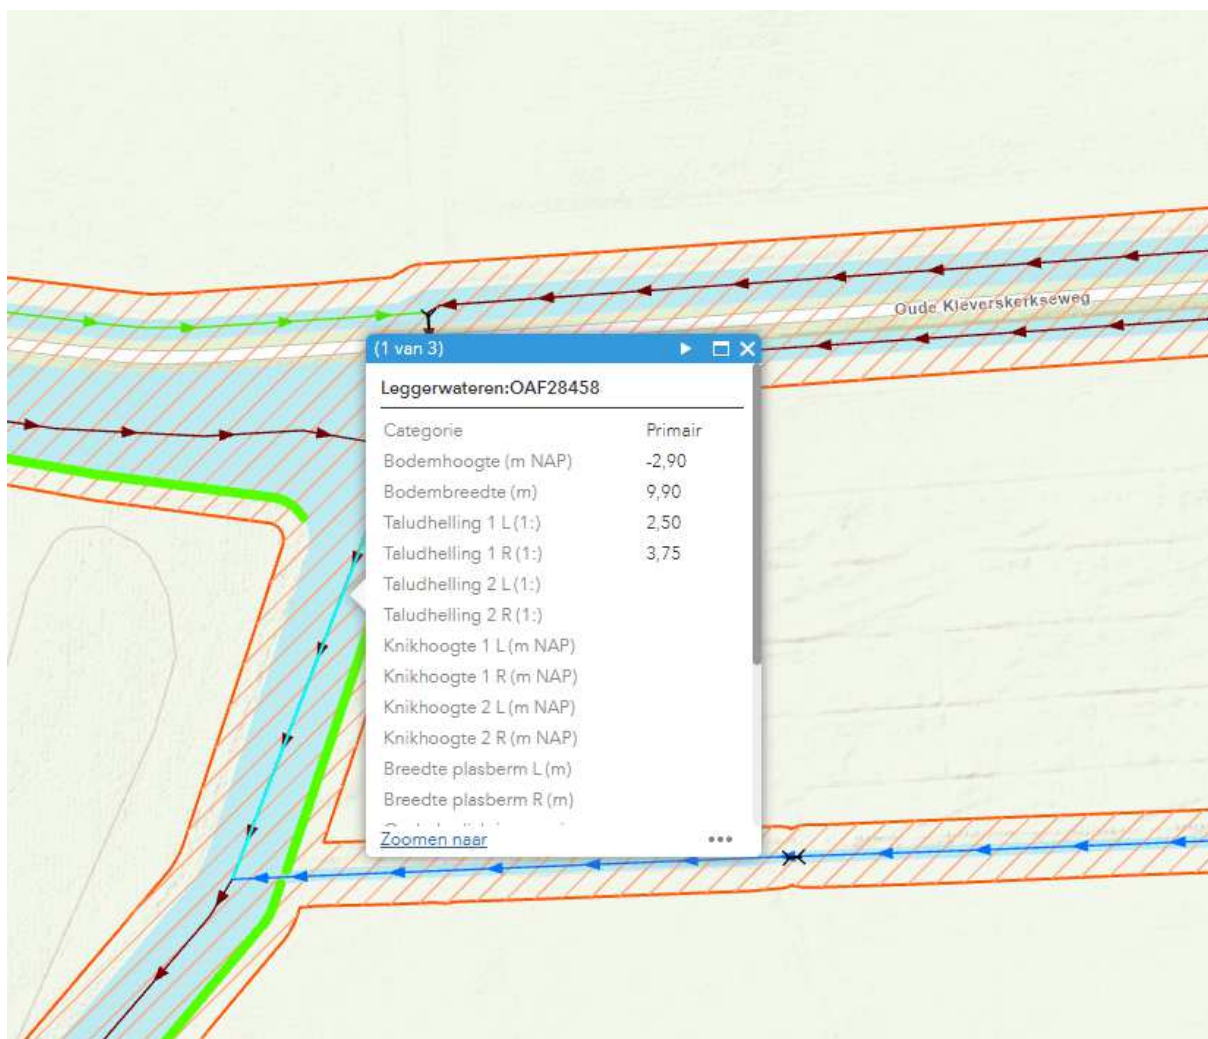 Oude Kleverskerkseweg
(1 van 3)
Leggerwateren:OAF28458
Categorie Primair
Bodemhoogte (m NAP) -2,90
Bodembreedte (m) 9,90
Taludhelling 1 L (1:) 2,50
Taludhelling 1 R (1:) 3,75
Taludhelling 2 L (1:)
Taludhelling 2 R (1:)
Knikhoogte 1 L (m NAP)
Knikhoogte 1 R (m NAP)
Knikhoogte 2 L (m NAP)
Knikhoogte 2 R (m NAP)
Breedte plasberm L (m)
Breedte plasberm R (m)
Zoomen naar